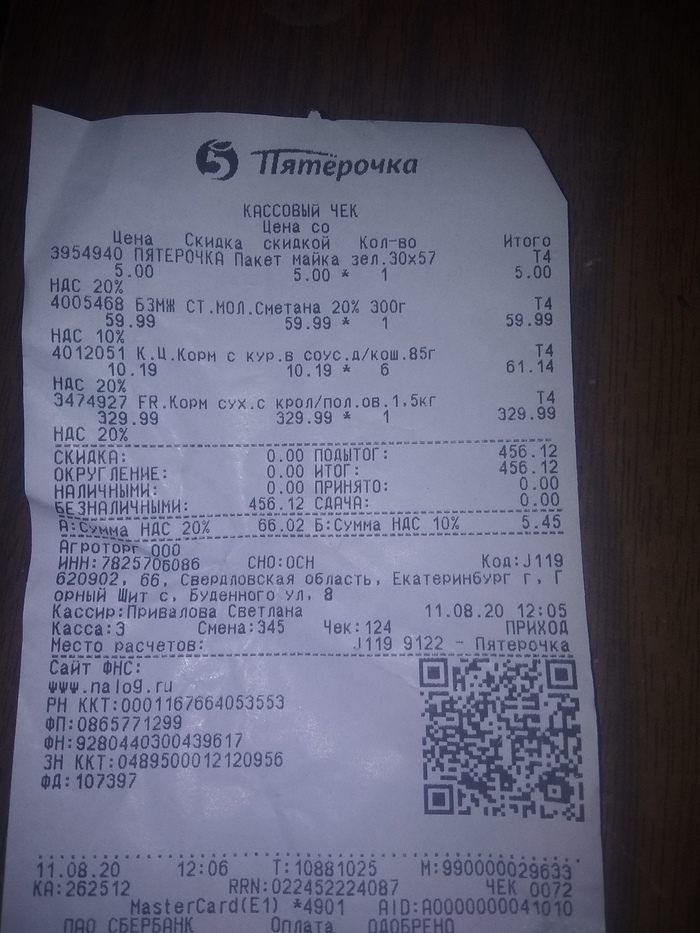 5 Пятёрочка
КАССОВЫЙ ЧЕК
Цена со
Цена Скидка скидкой Кол-во Итого
3954940 ПЯТЕРОЧКА Пакет майка зел.30х57 Т4
5.00 5.00 * 1 5.00
НДС 20%
4005468 БЗМЖ СТ.МОЛ.Сметана 20% 300г Т4
59.99 59.99 * 1 59.99
НДС 10%
4012051 К.Ц.Корм с кур.в соус.д/кош.85г Т4
10.19 10.19 * 6 61.14
НДС 20%
3474927 FR.Корм сух.с крол/пол.ов.1,5кг Т4
329.99 329.99 * 1 329.99
НДС 20%
СКИДКА: 0.00 ПОДЫТОГ: 456.12
ОКРУГЛЕНИЕ: 0.00 ИТОГ: 456.12
НАЛИЧНЫМИ: 0.00 ПРИНЯТО: 0.00
БЕЗНАЛИЧНЫМИ: 456.12 СДАЧА: 0.00
А:Сумма НДС 20% 66.02 Б:Сумма НДС 10% 5.45
Агроторг ООО
ИНН:7825706086 СНО:ОСН Код:J119
620902, 66, Свердловская область, Екатеринбург г, Г
орный Щит с, Буденного ул, 8
Кассир:Привалова Светлана 11.08.20 12:05
Касса:3 Смена:345 Чек:124 ПРИХОД
Место расчетов: J119 9122 - Пятерочка
Сайт ФНС:
www.nalog.ru
РН ККТ:0001167664053553
ФП:0865771299
ФН:9280440300439617
ЗН ККТ:0489500012120956
ФД:107397
11.08.20 12:06 Т:10881025 М:990000029633
КА:262512 RRN:022452224087 ЧЕК 0072
MasterCard(E1) *4901 AID:A0000000041010
ПАО СБЕРБАНК Оплата ОДОБРЕНО